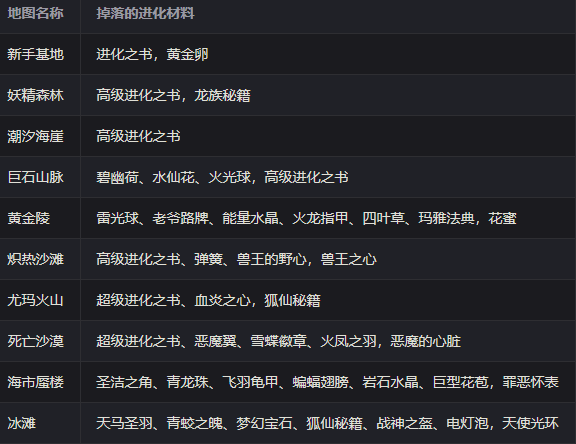 地图名称 掉落的进化材料
新手基地 进化之书，黄金卵
妖精森林 高级进化之书，龙族秘籍
潮汐海崖 高级进化之书
巨石山脉 碧幽荷、水仙花、火光球，高级进化之书
黄金陵 雷光球、老爷路牌、能量水晶、火龙指甲、四叶草、玛雅法典，花蜜
炽热沙滩 高级进化之书、弹簧、兽王的野心，兽王之心
尤玛火山 超级进化之书、血炎之心，狐仙秘籍
死亡沙漠 超级进化之书、恶魔翼、雪蝶徽章、火凤之羽，恶魔的心脏
海市蜃楼 圣洁之角、青龙珠、飞羽龟甲、蝙蝠翅膀、岩石水晶、巨型花苞，罪恶怀表
冰滩 天马圣羽、青蛟之魄、梦幻宝石、狐仙秘籍、战神之盔、电灯泡，天使光环